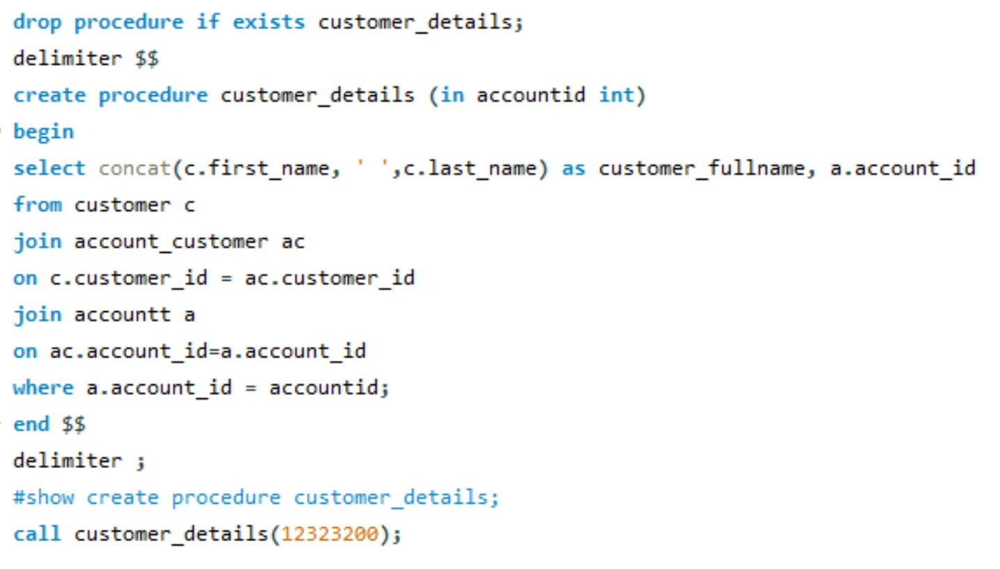 drop procedure if exists customer_details;
delimiter $$
create procedure customer_details (in accountid int)
begin
select concat(c.first_name, ' ',c.last_name) as customer_fullname, a.account_id
from customer c
join account_customer ac
on c.customer_id = ac.customer_id
join accountt a
on ac.account_id=a.account_id
where a.account_id = accountid;
end $$
delimiter ;
#show create procedure customer_details;
call customer_details(12323200);